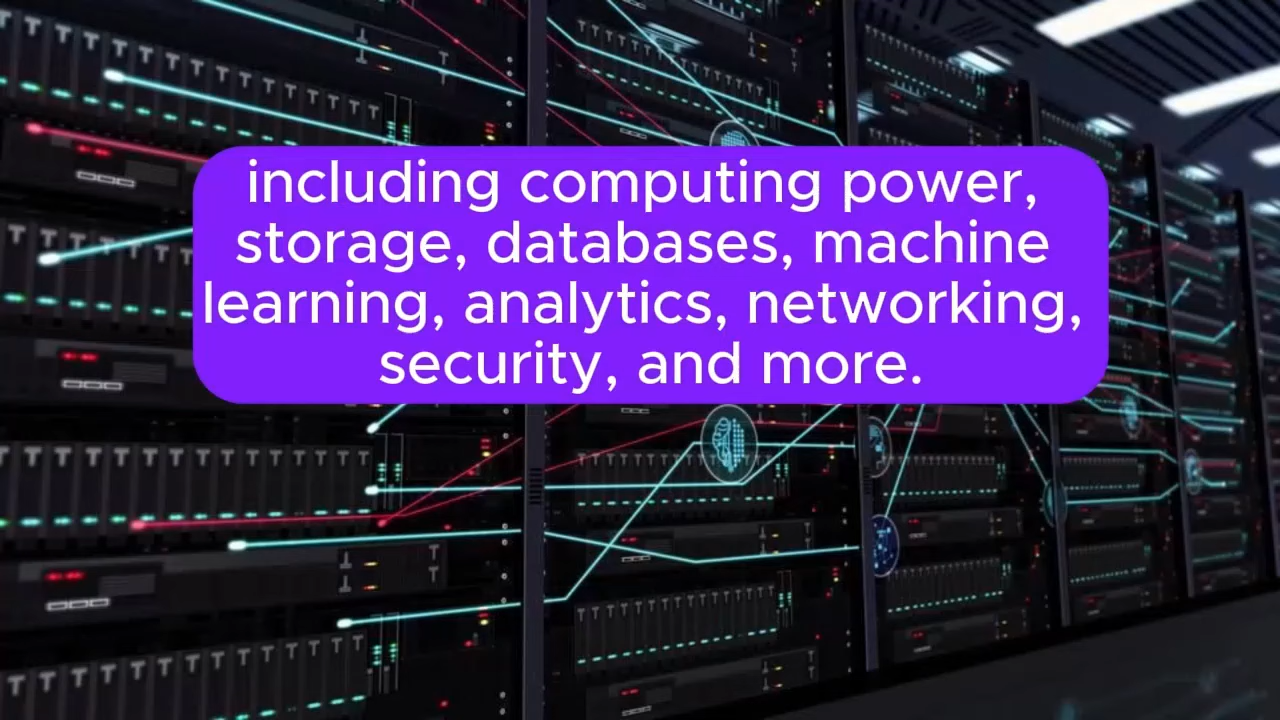 including computing power,
storage, databases, machine
learning, analytics, networking,
security, and more.